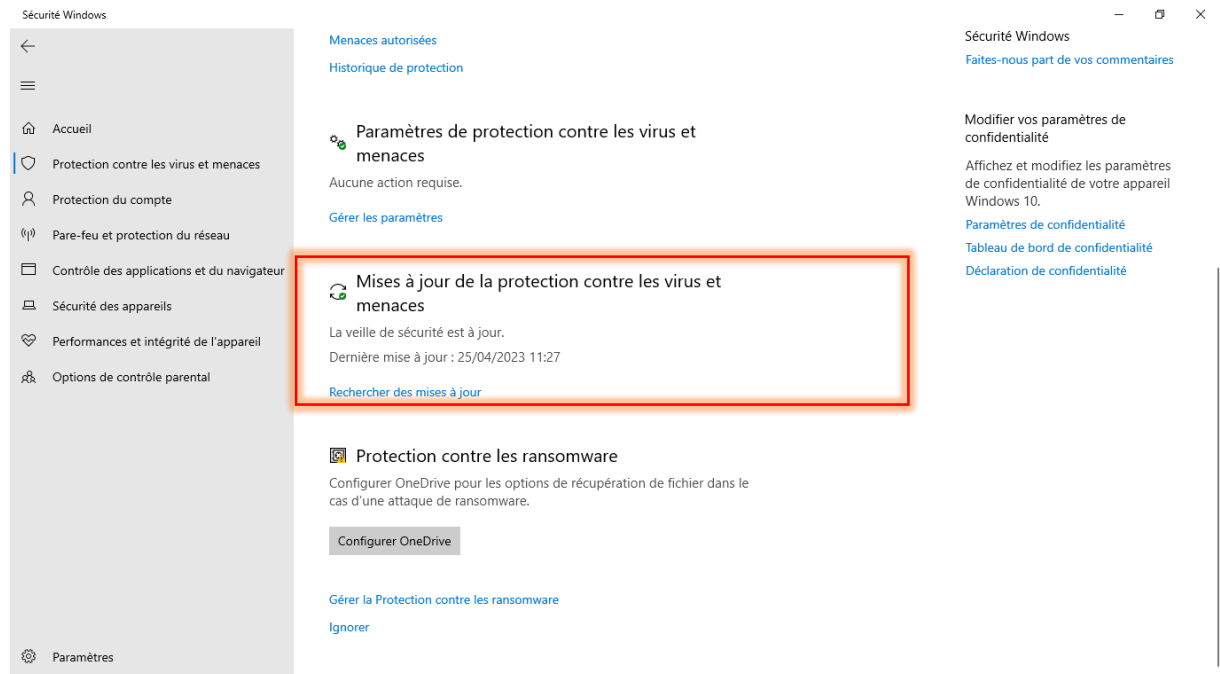 Sécurité Windows
Accueil
Protection contre les virus et menaces
Protection du compte
Pare-feu et protection du réseau
Contrôle des applications et du navigateur
Sécurité des appareils
Performances et intégrité de l'appareil
Options de contrôle parental
Paramètres
Menaces autorisées
Historique de protection
Paramètres de protection contre les virus et
menaces
Aucune action requise.
Gérer les paramètres
Mises à jour de la protection contre les virus et
menaces
La veille de sécurité est à jour.
Dernière mise à jour : 25/04/2023 11:27
Rechercher des mises à jour
Protection contre les ransomware
Configurer OneDrive pour les options de récupération de fichier dans le
cas d'une attaque de ransomware.
Configurer OneDrive
Gérer la Protection contre les ransomware
Ignorer
Sécurité Windows
Faites-nous part de vos commentaires
Modifier vos paramètres de
confidentialité
Affichez et modifiez les paramètres
de confidentialité de votre appareil
Windows 10.
Paramètres de confidentialité
Tableau de bord de confidentialité
Déclaration de confidentialité